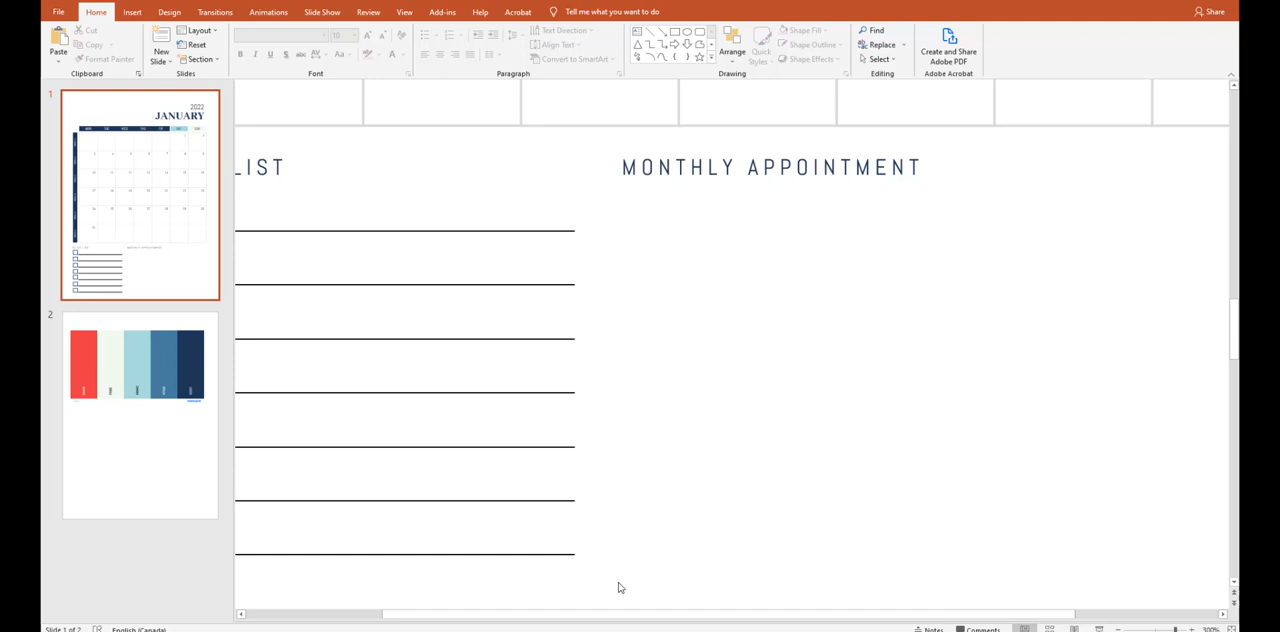 File Home Insert Design Transitions Animations Slide Show Review View Add-ins Help Acrobat Tell me what you want to do Share
Paste
Cut
Copy
Format Painter
Clipboard
New Slide
Layout
Reset
Section
Slides
10
Font
Text Direction
Align Text
Convert to SmartArt
Paragraph
Arrange
Quick Styles
Shape Fill
Shape Outline
Shape Effects
Drawing
Find
Replace
Select
Editing
Create and Share Adobe PDF
Adobe Acrobat
1
2022
JANUARY
2
LIST
MONTHLY APPOINTMENT
Slide 1 of 2 English (Canada) Notes Comments 300%